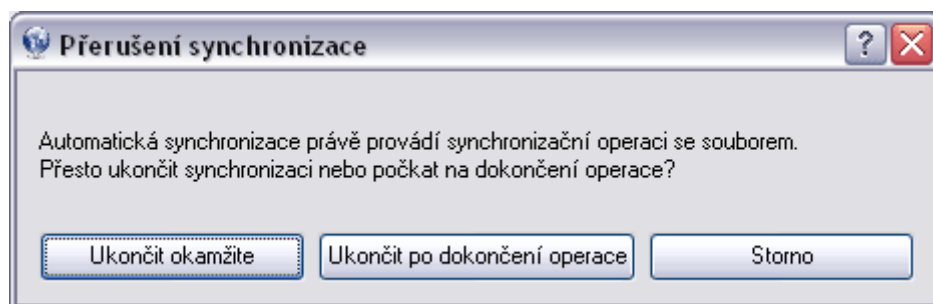 Přerušení synchronizace
Automatická synchronizace právě provádí synchronizační operaci se souborem.
Přesto ukončit synchronizaci nebo počkat na dokončení operace?
Ukončit okamžite
Ukončit po dokončení operace
Storno